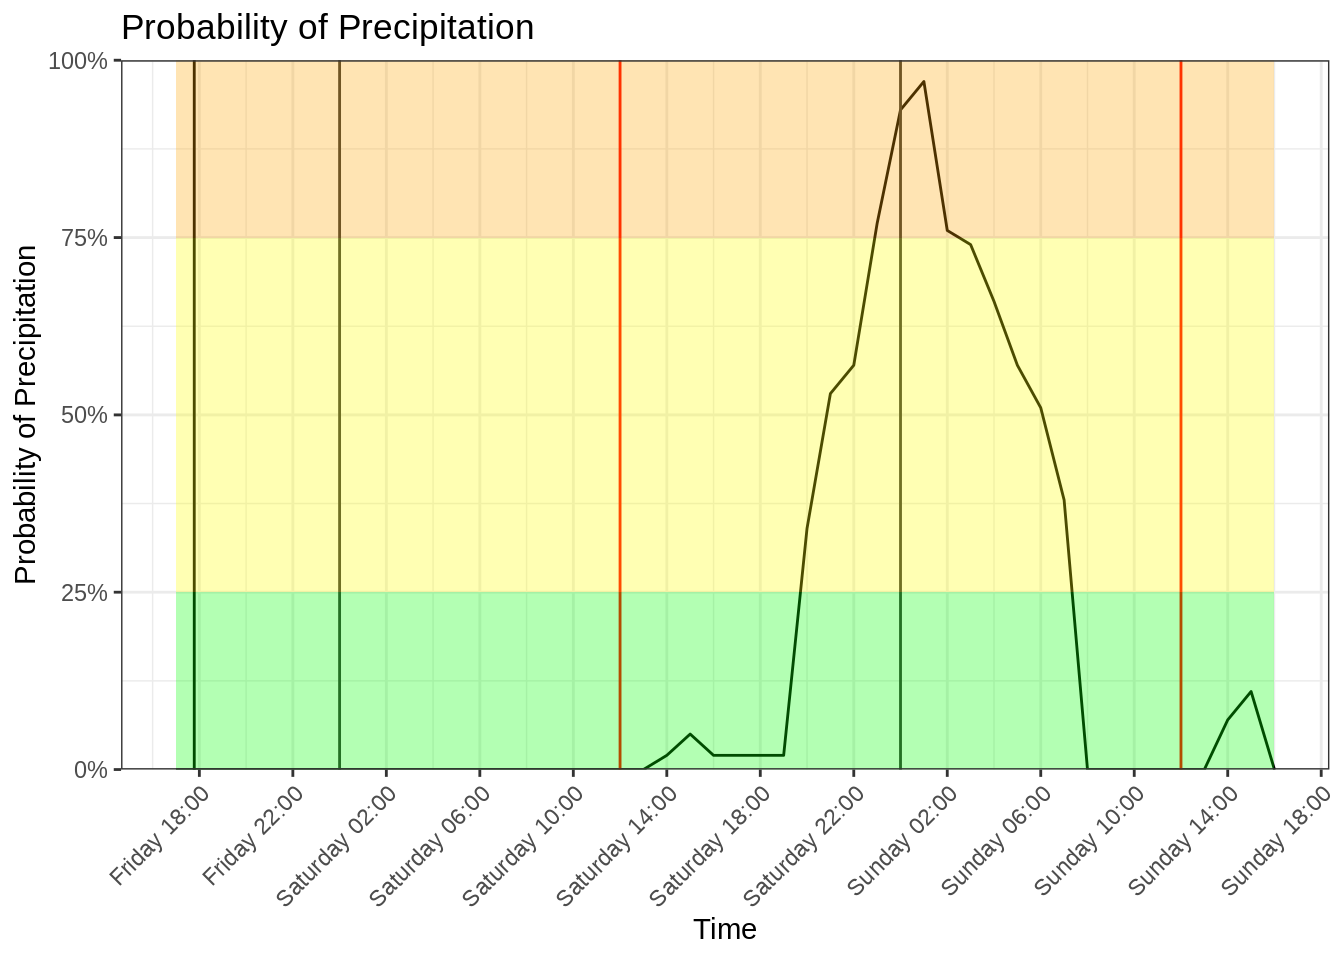 Probability of Precipitation
Probability of Precipitation
100%
75%
50%
25%
0%
Friday 18:00
Friday 22:00
Saturday 02:00
Saturday 06:00
Saturday 10:00
Saturday 14:00
Saturday 18:00
Saturday 22:00
Sunday 02:00
Sunday 06:00
Sunday 10:00
Sunday 14:00
Sunday 18:00
Time